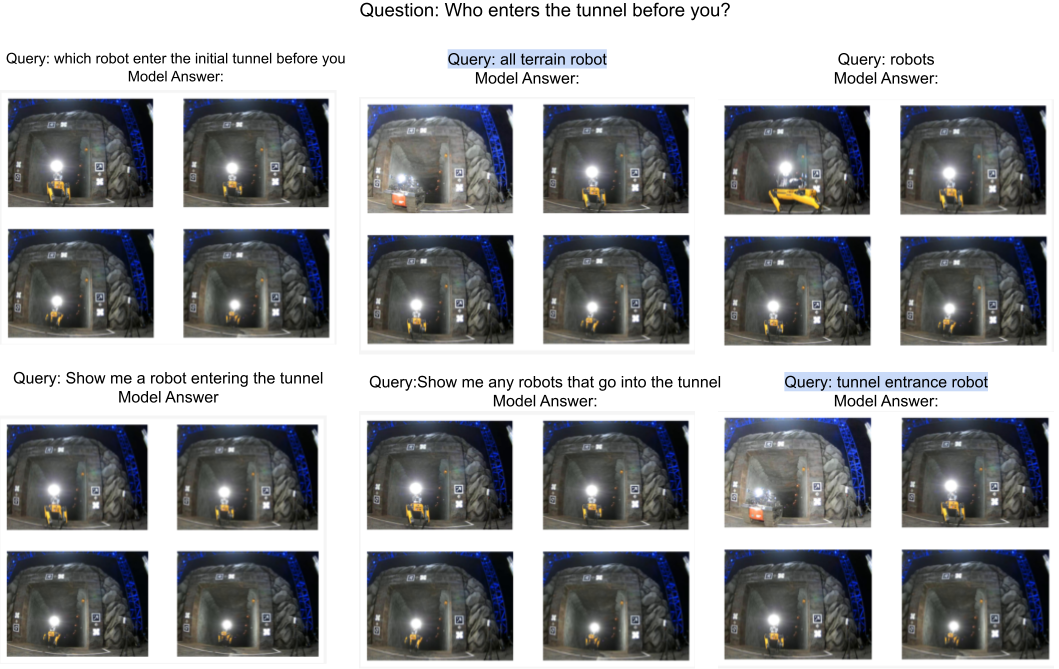 Question: Who enters the tunnel before you?
Query: which robot enter the initial tunnel before you
Model Answer:
Query: all terrain robot
Model Answer:
Query: robots
Model Answer:
Query: Show me a robot entering the tunnel
Model Answer
Query:Show me any robots that go into the tunnel
Model Answer:
Query: tunnel entrance robot
Model Answer: